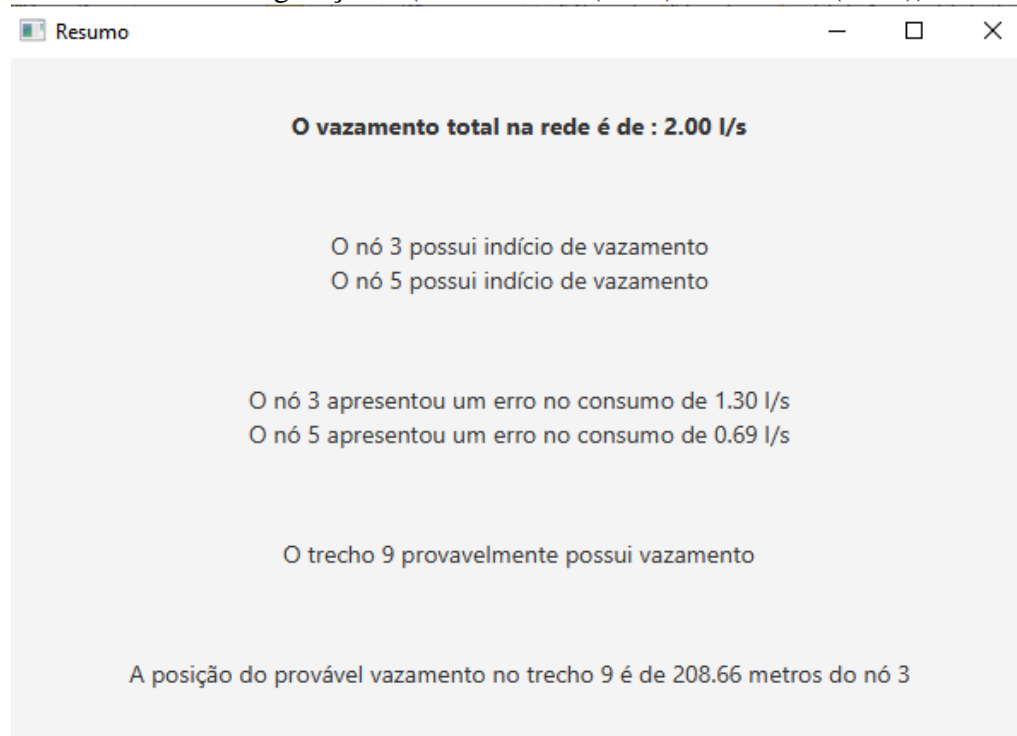 Resumo
O vazamento total na rede é de : 2.00 l/s
O nó 3 possui indício de vazamento
O nó 5 possui indício de vazamento
O nó 3 apresentou um erro no consumo de 1.30 l/s
O nó 5 apresentou um erro no consumo de 0.69 l/s
O trecho 9 provavelmente possui vazamento
A posição do provável vazamento no trecho 9 é de 208.66 metros do nó 3